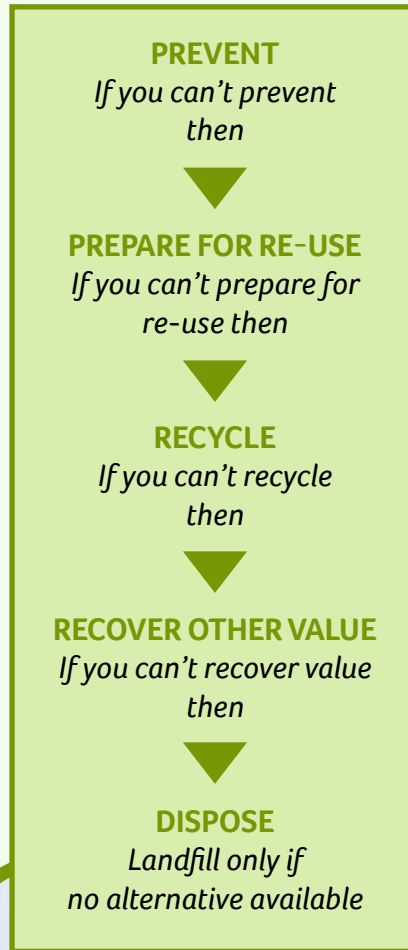 PREVENT
If you can’t prevent
then
PREPARE FOR RE-USE
If you can’t prepare for
re-use then
RECYCLE
If you can’t recycle
then
RECOVER OTHER VALUE
If you can’t recover value
then
DISPOSE
Landfill only if
no alternative available